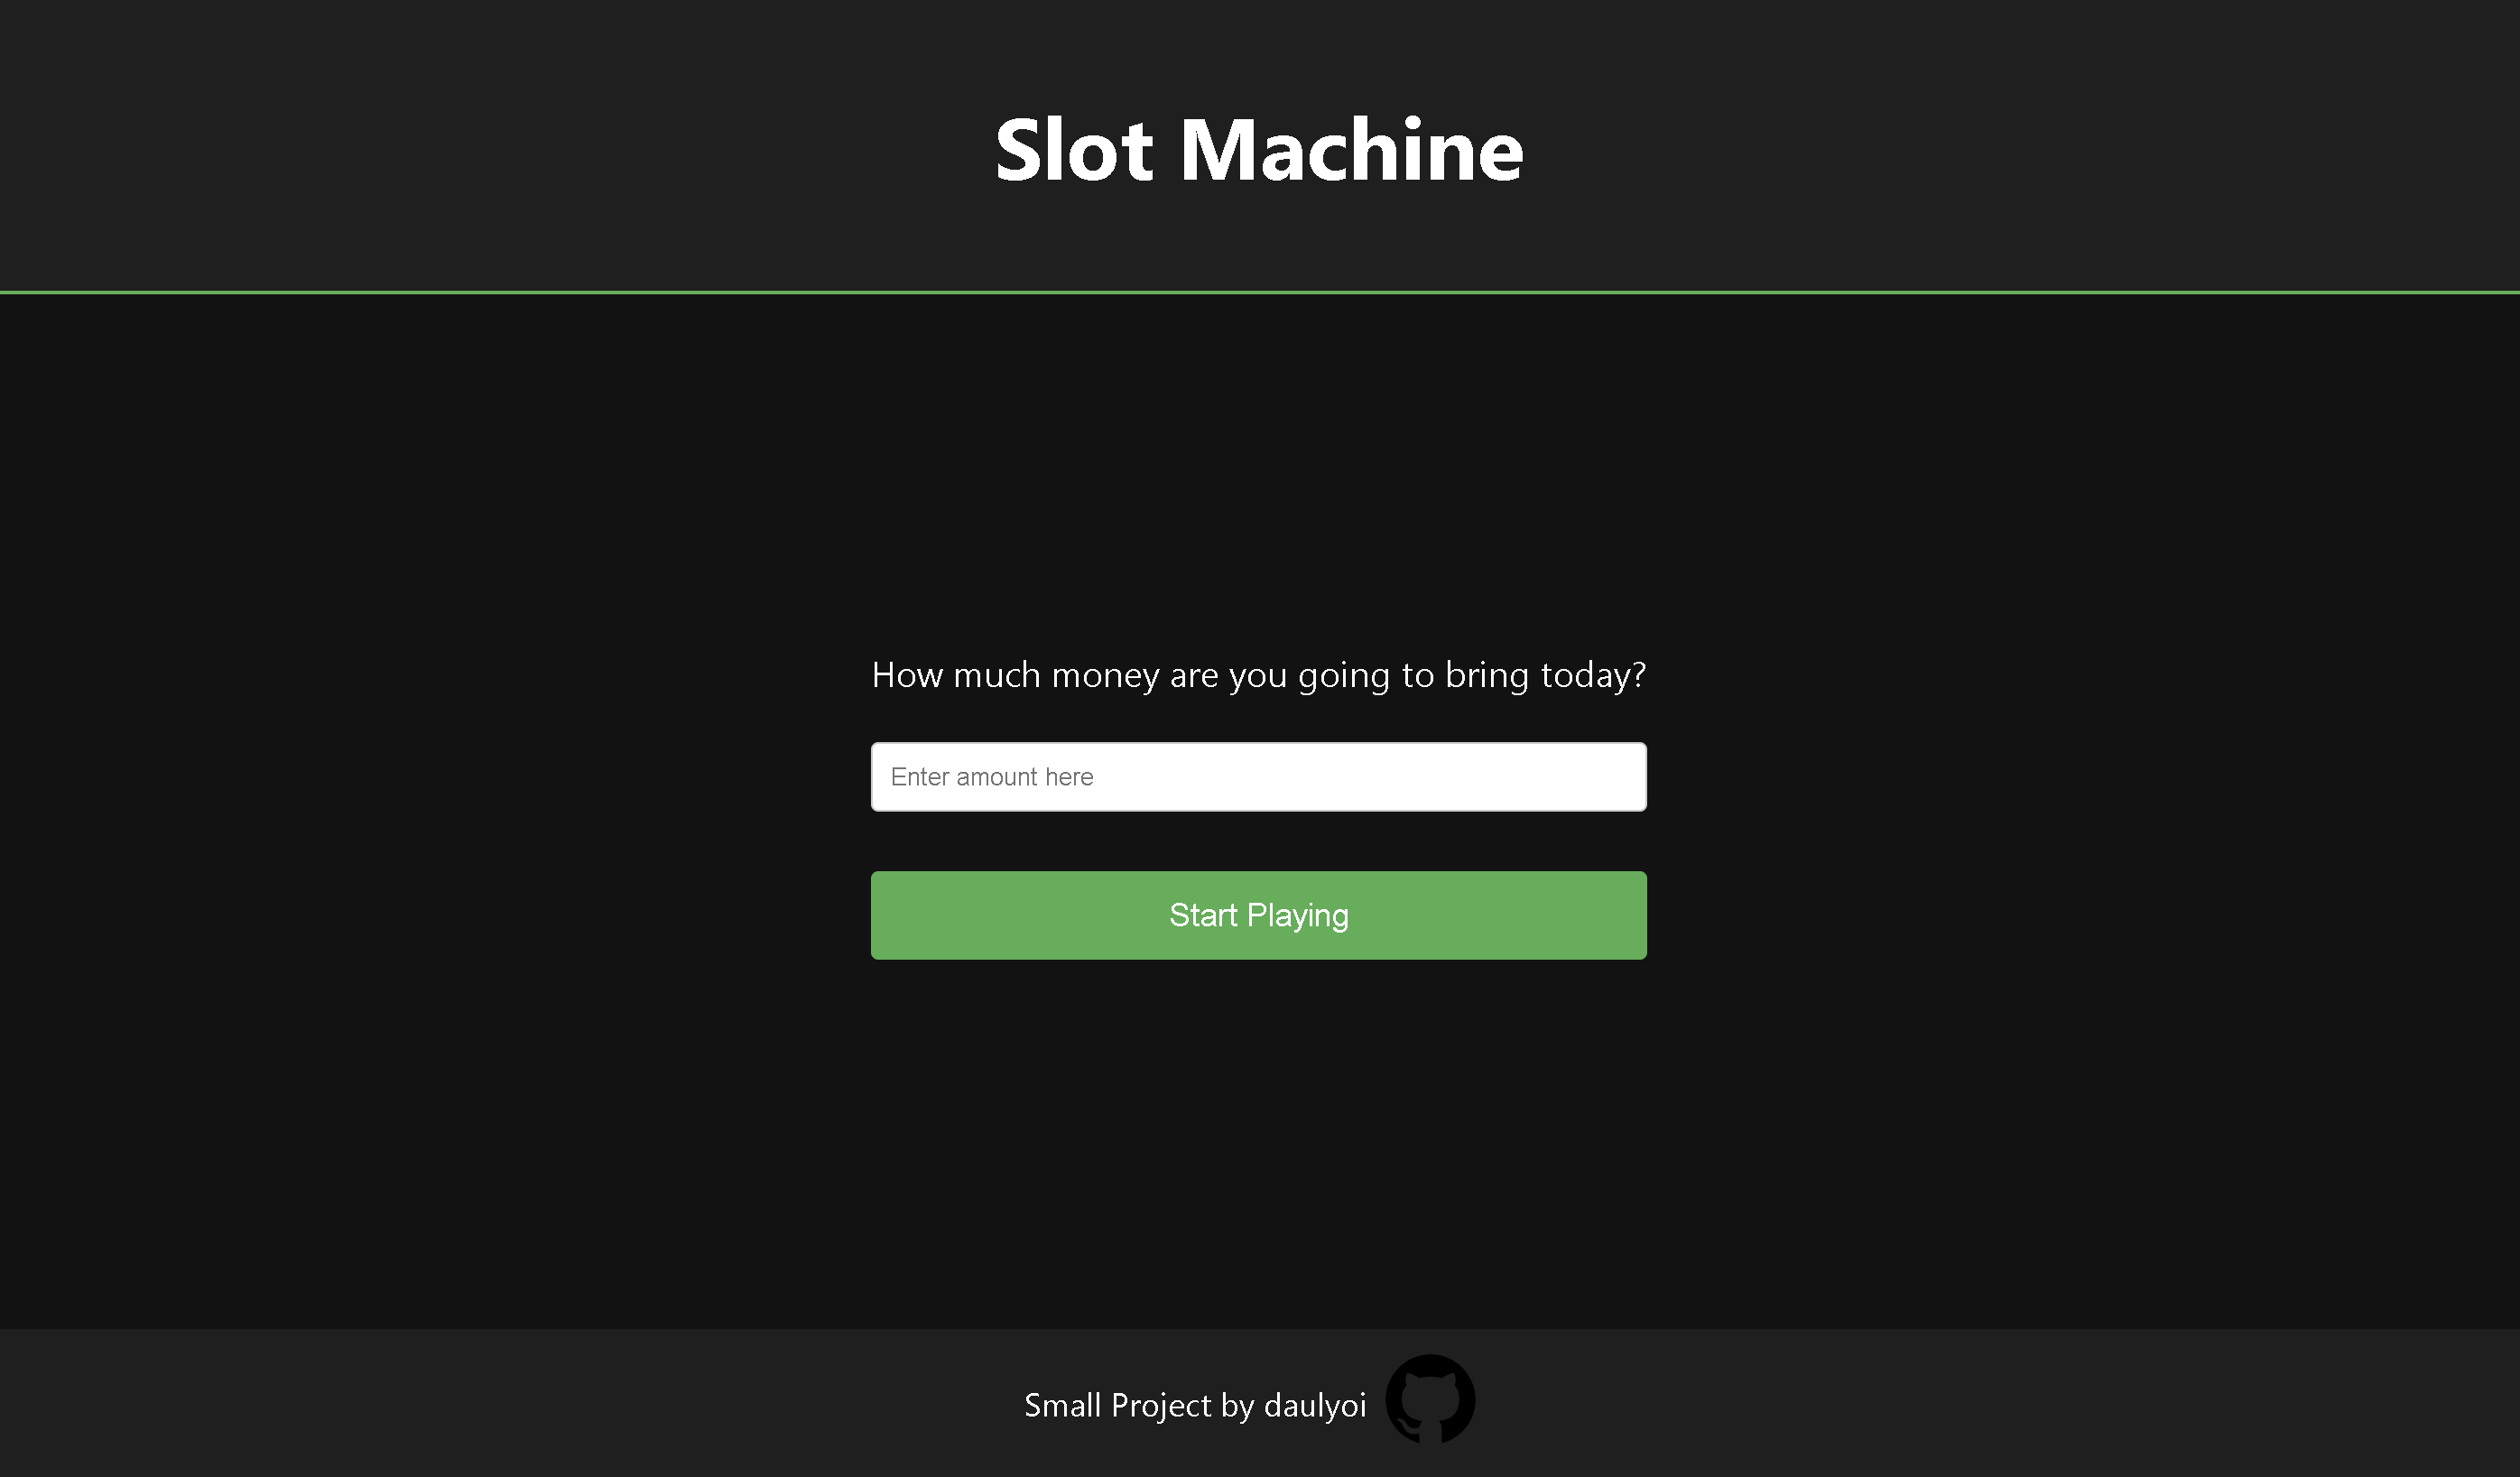 Slot Machine
How much money are you going to bring today?
Enter amount here
Start Playing
Small Project by daulyoi